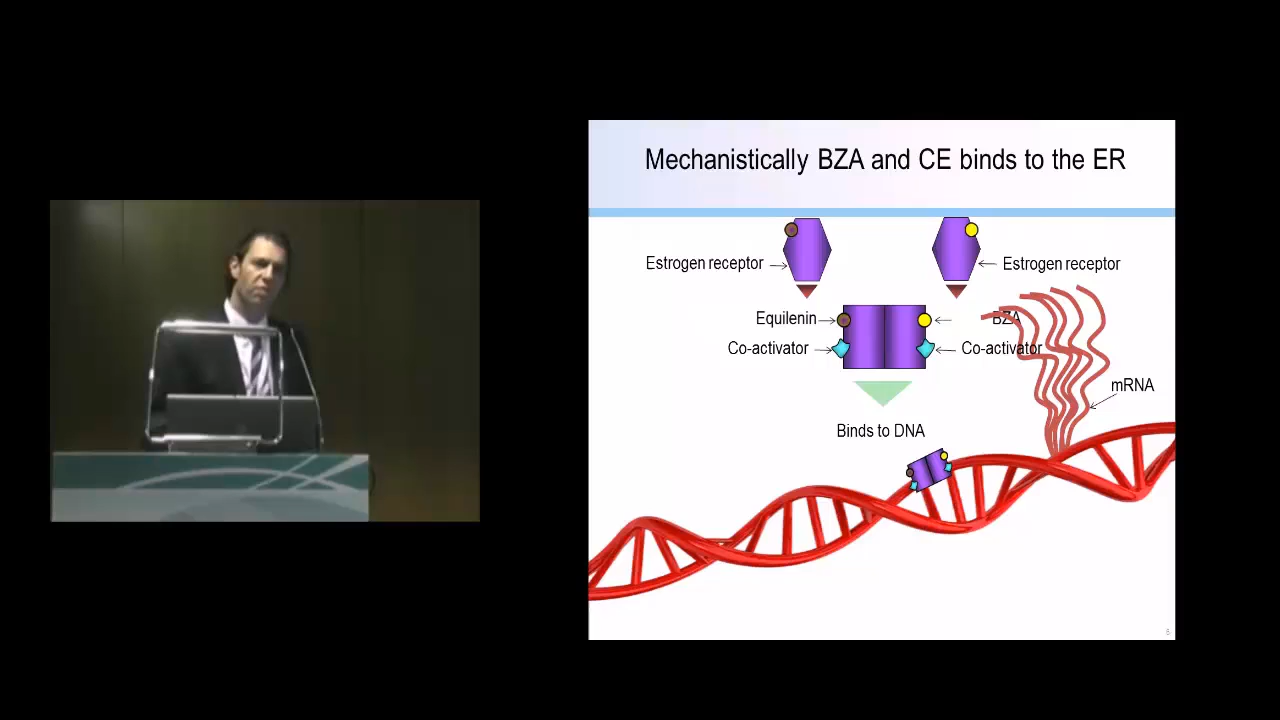 Mechanistically BZA and CE binds to the ER
Estrogen receptor
Estrogen receptor
Equilenin
BZA
Co-activator
Co-activator
mRNA
Binds to DNA